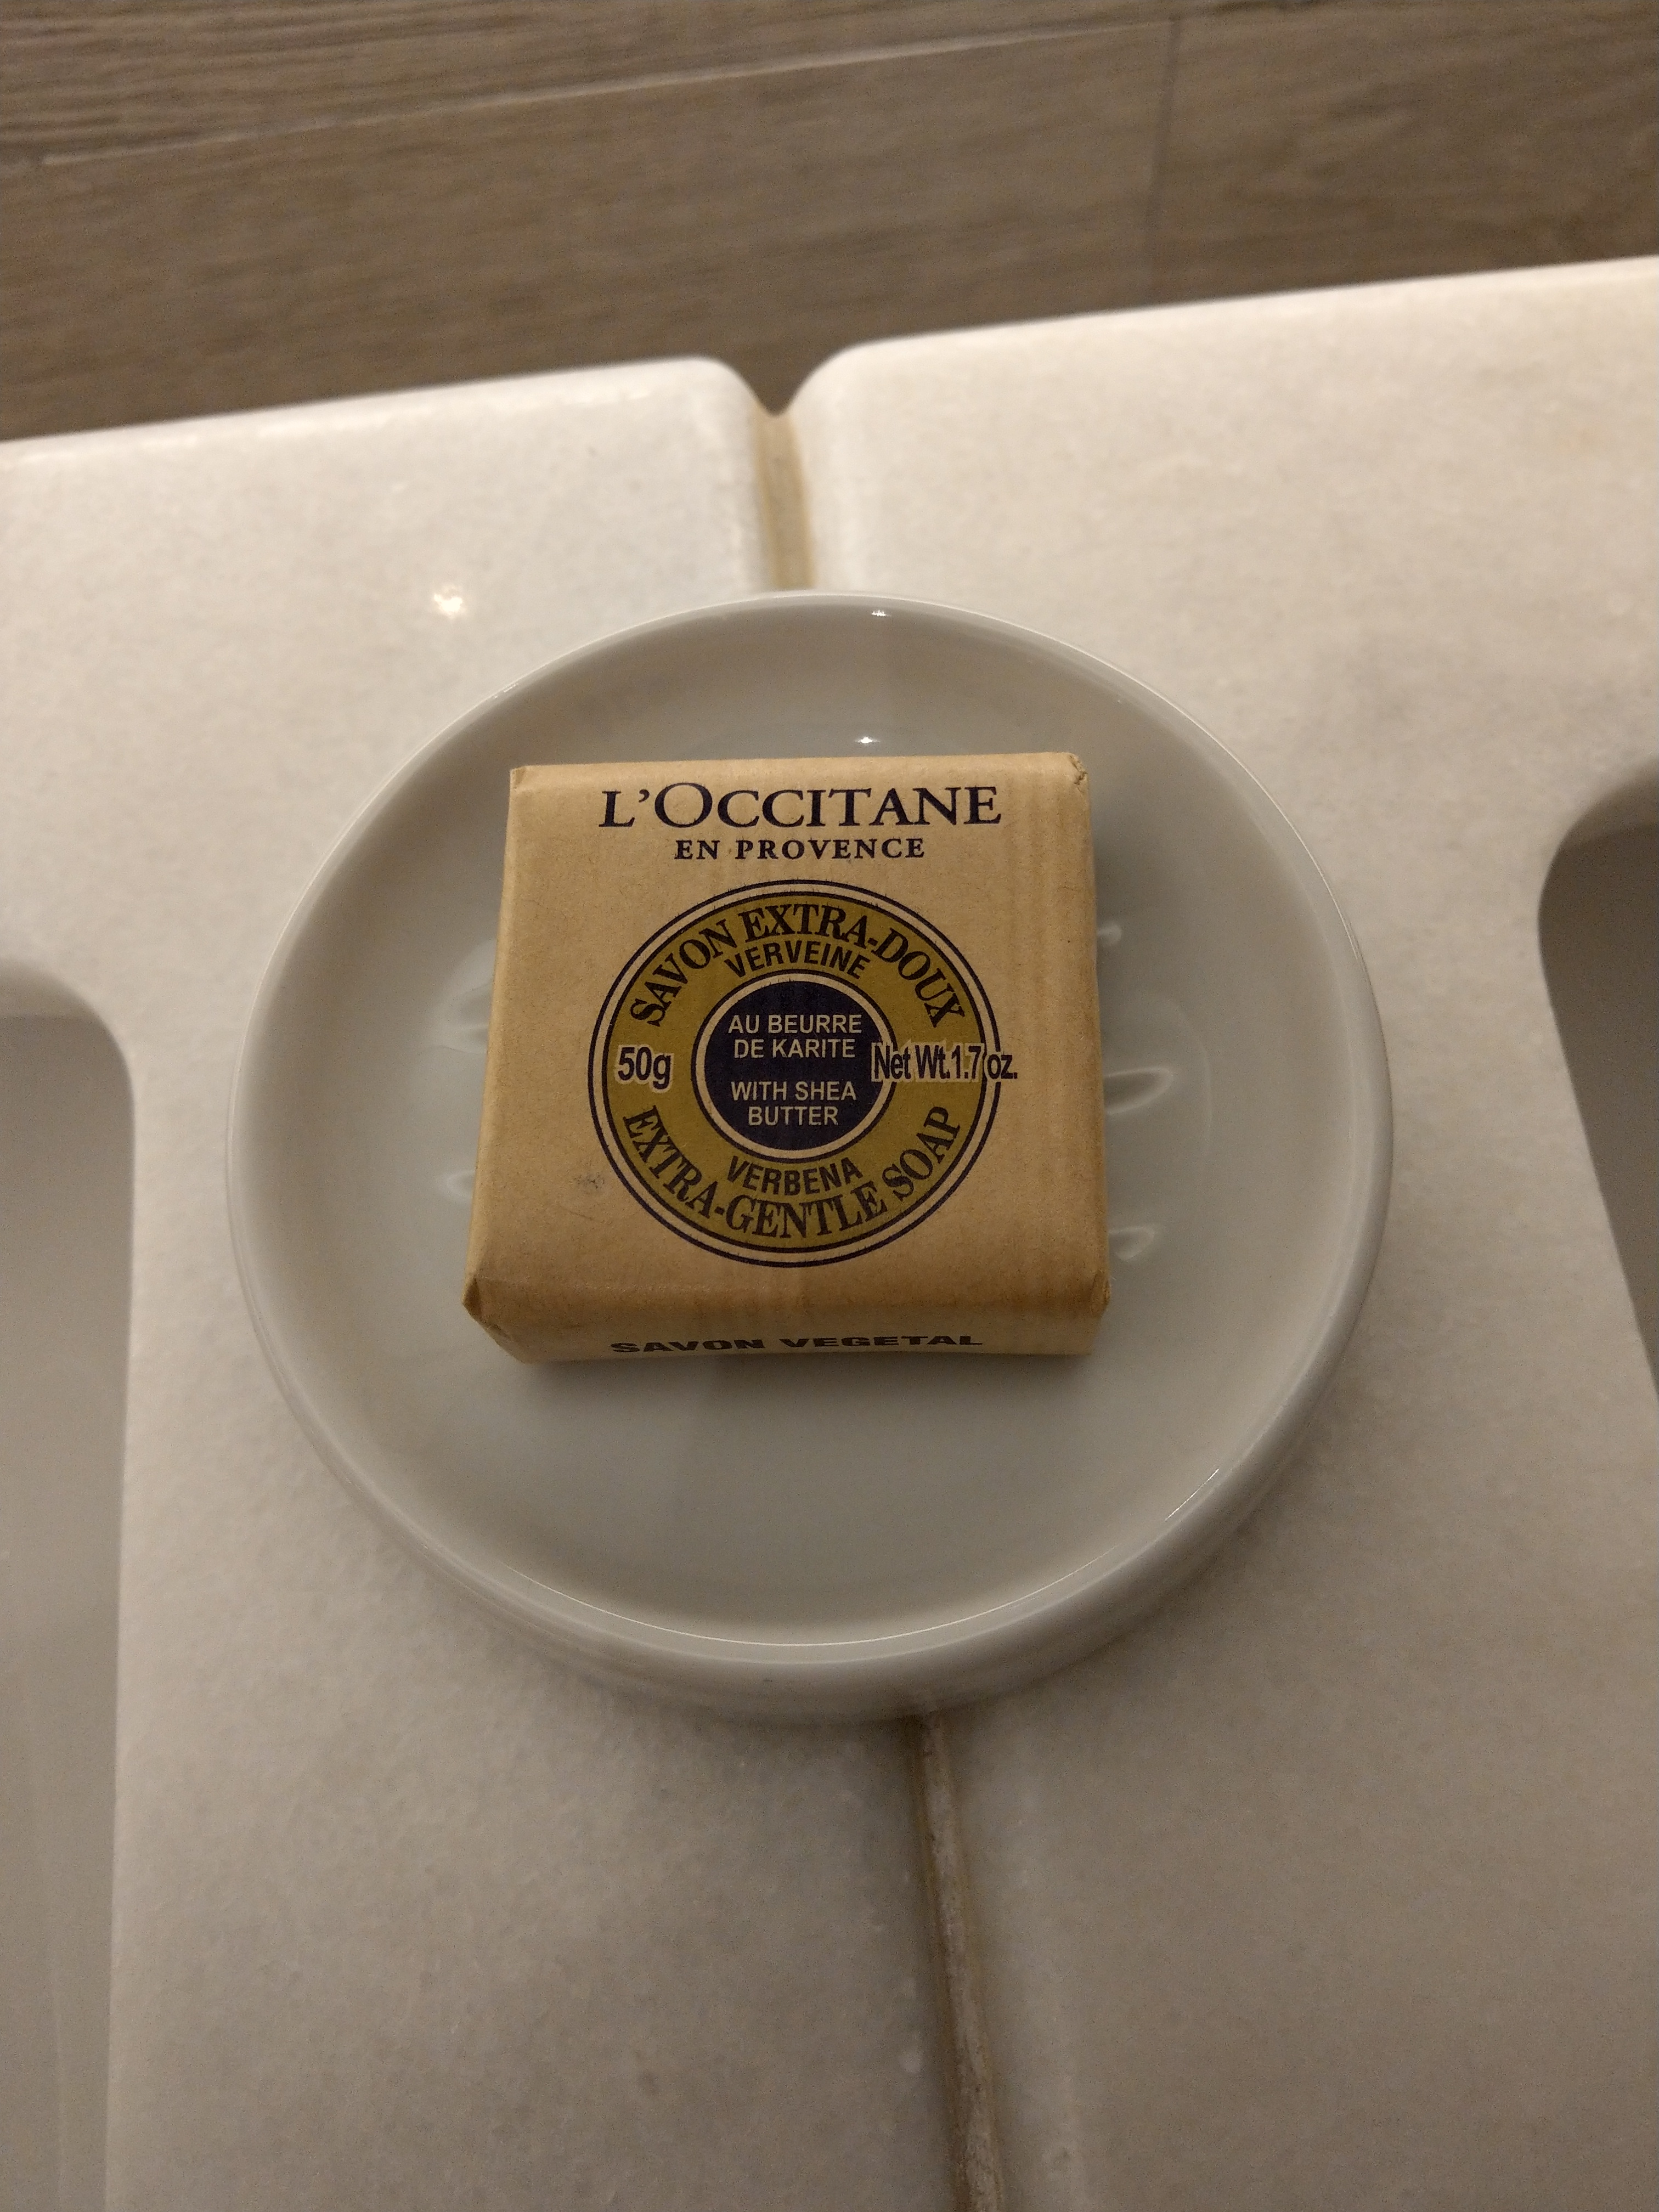 L'OCCITANE
EN PROVENCE
SAVON EXTRA-DOUX
VERVEINE
AU BEURRE
DE KARITE
50g
Net Wt.1.7 oz.
WITH SHEA
BUTTER
VERBENA
EXTRA-GENTLE SOAP
SAVON VEGETAL